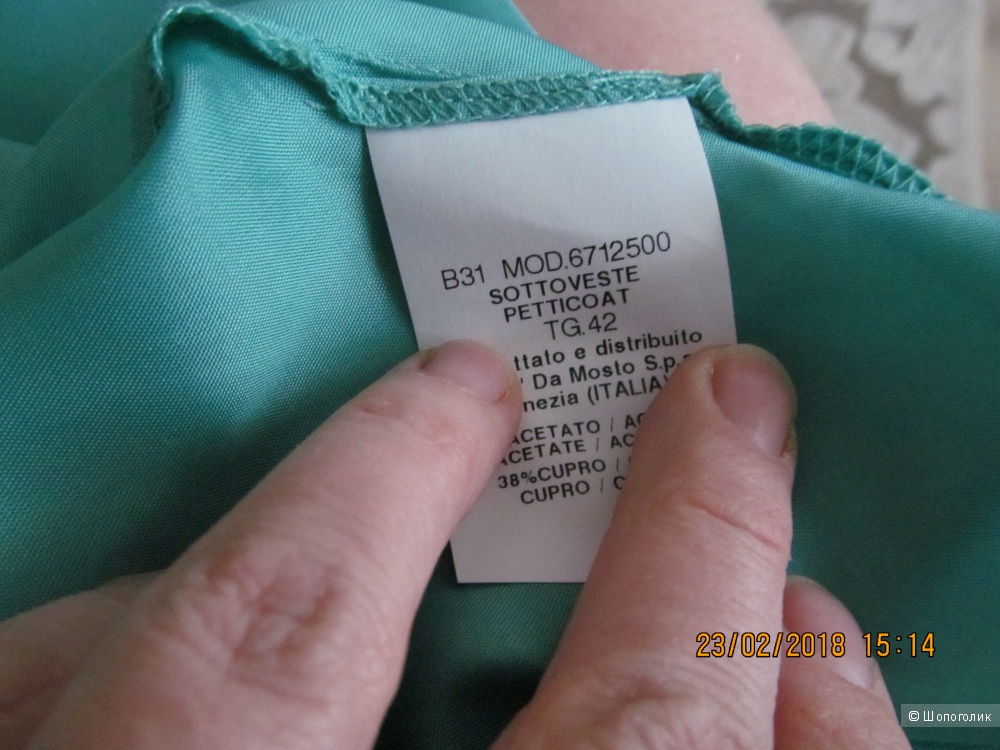 B31 MOD.6712500
SOTTOVESTE
PETTICOAT
TG.42
e distribuito
Da Mosto S.p.
(ITALIA)
ACETATO /
ACETATE /
38%CUPRO /
CUPRO /
23/02/2018 15:14
© Шопоголик